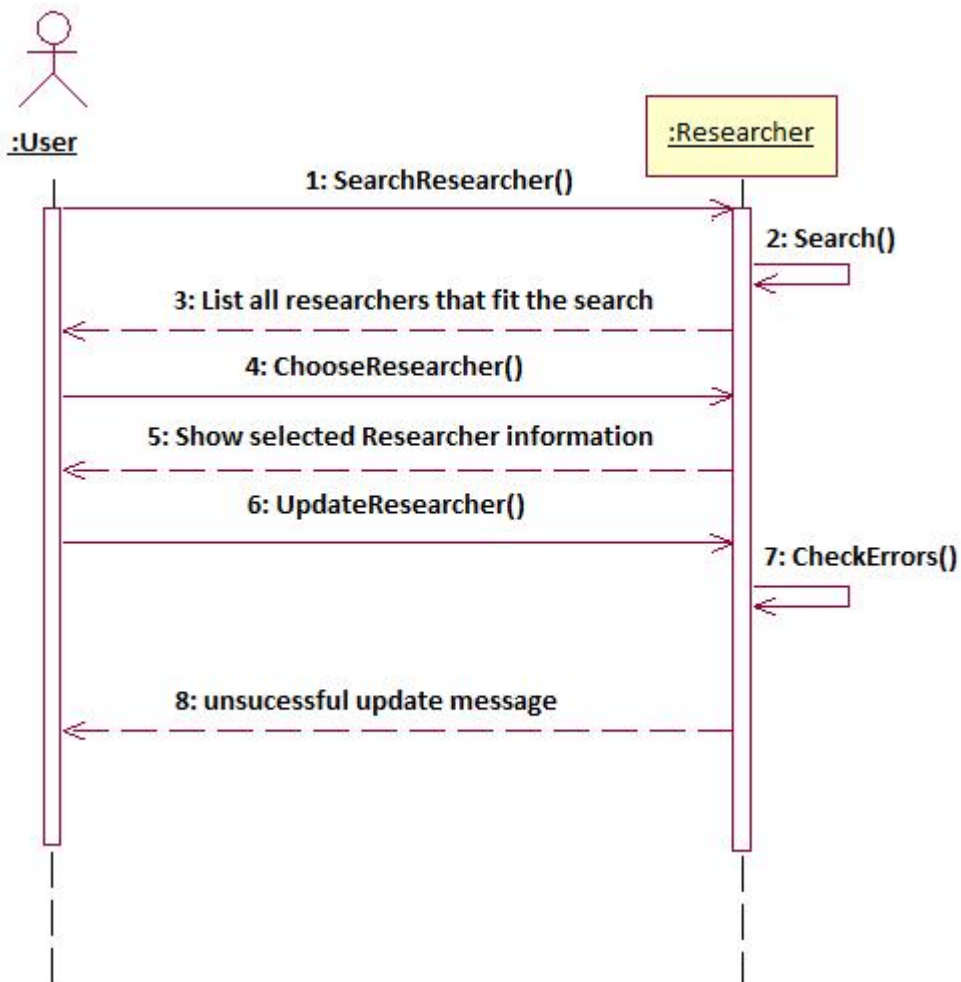 :User
:Researcher
1: SearchResearcher()
2: Search()
3: List all researchers that fit the search
4: ChooseResearcher()
5: Show selected Researcher information
6: UpdateResearcher()
7: CheckErrors()
8: unsucessful update message